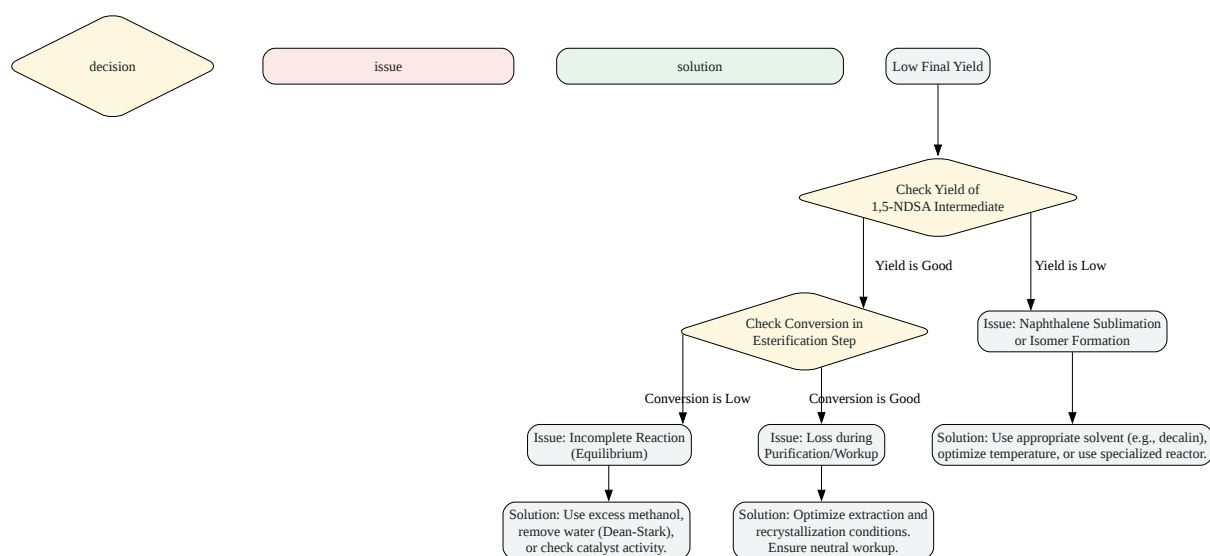 decision
issue
solution
Low Final Yield
Check Yield of
1,5-NDSA Intermediate
Yield is Good
Yield is Low
Check Conversion in
Esterification Step
Issue: Naphthalene Sublimation
or Isomer Formation
Conversion is Low
Conversion is Good
Issue: Incomplete Reaction
(Equilibrium)
Issue: Loss during
Purification/Workup
Solution: Use appropriate solvent (e.g., decalin),
optimize temperature, or use specialized reactor.
Solution: Use excess methanol,
remove water (Dean-Stark),
or check catalyst activity.
Solution: Optimize extraction and
recrystallization conditions.
Ensure neutral workup.